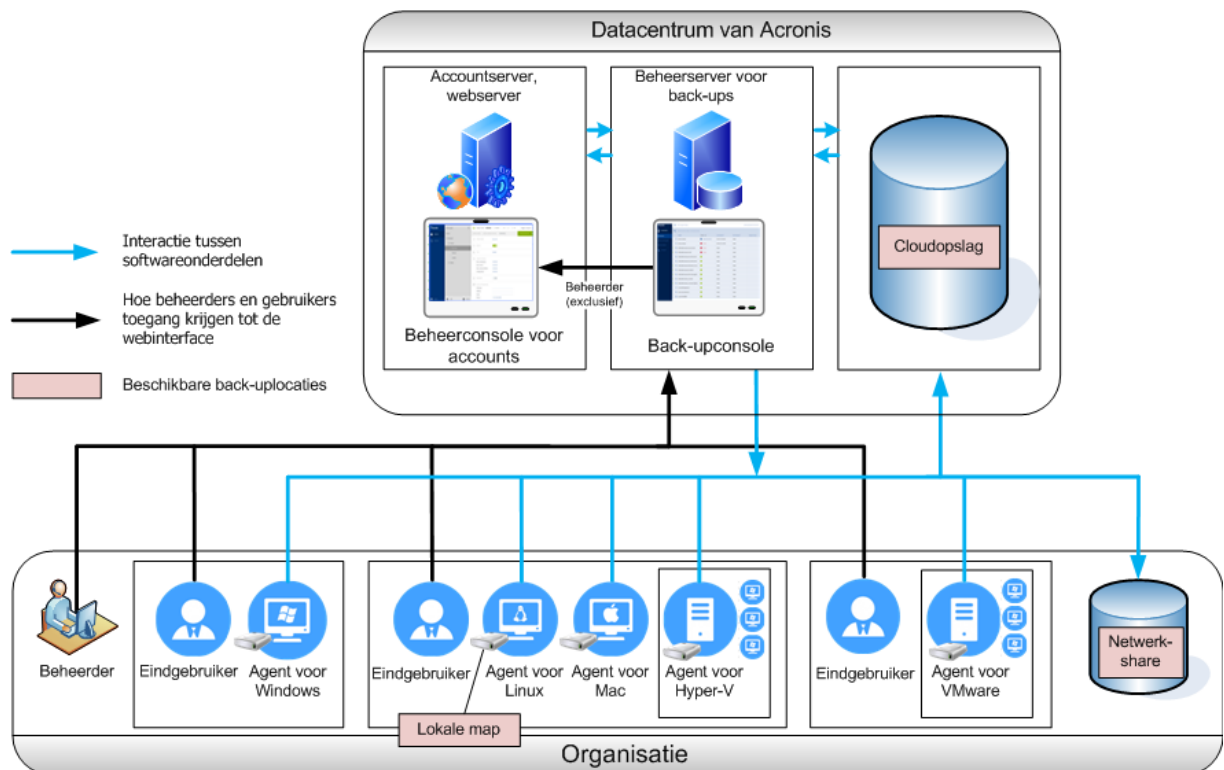 Datacentrum van Acronis
Accountserver,
webserver
Beheerserver voor
back-ups
Cloudopslag
Interactie tussen
softwareonderdelen
Beheerder
(exclusief)
Hoe beheerders en gebruikers
toegang krijgen tot de
webinterface
Beheerconsole voor
accounts
Back-upconsole
Beschikbare back-uplocaties
Beheerder
Eindgebruiker
Agent voor
Windows
Eindgebruiker
Agent voor
Linux
Agent voor
Mac
Agent voor
Hyper-V
Eindgebruiker
Agent voor
VMware
Netwerk-
share
Lokale map
Organisatie